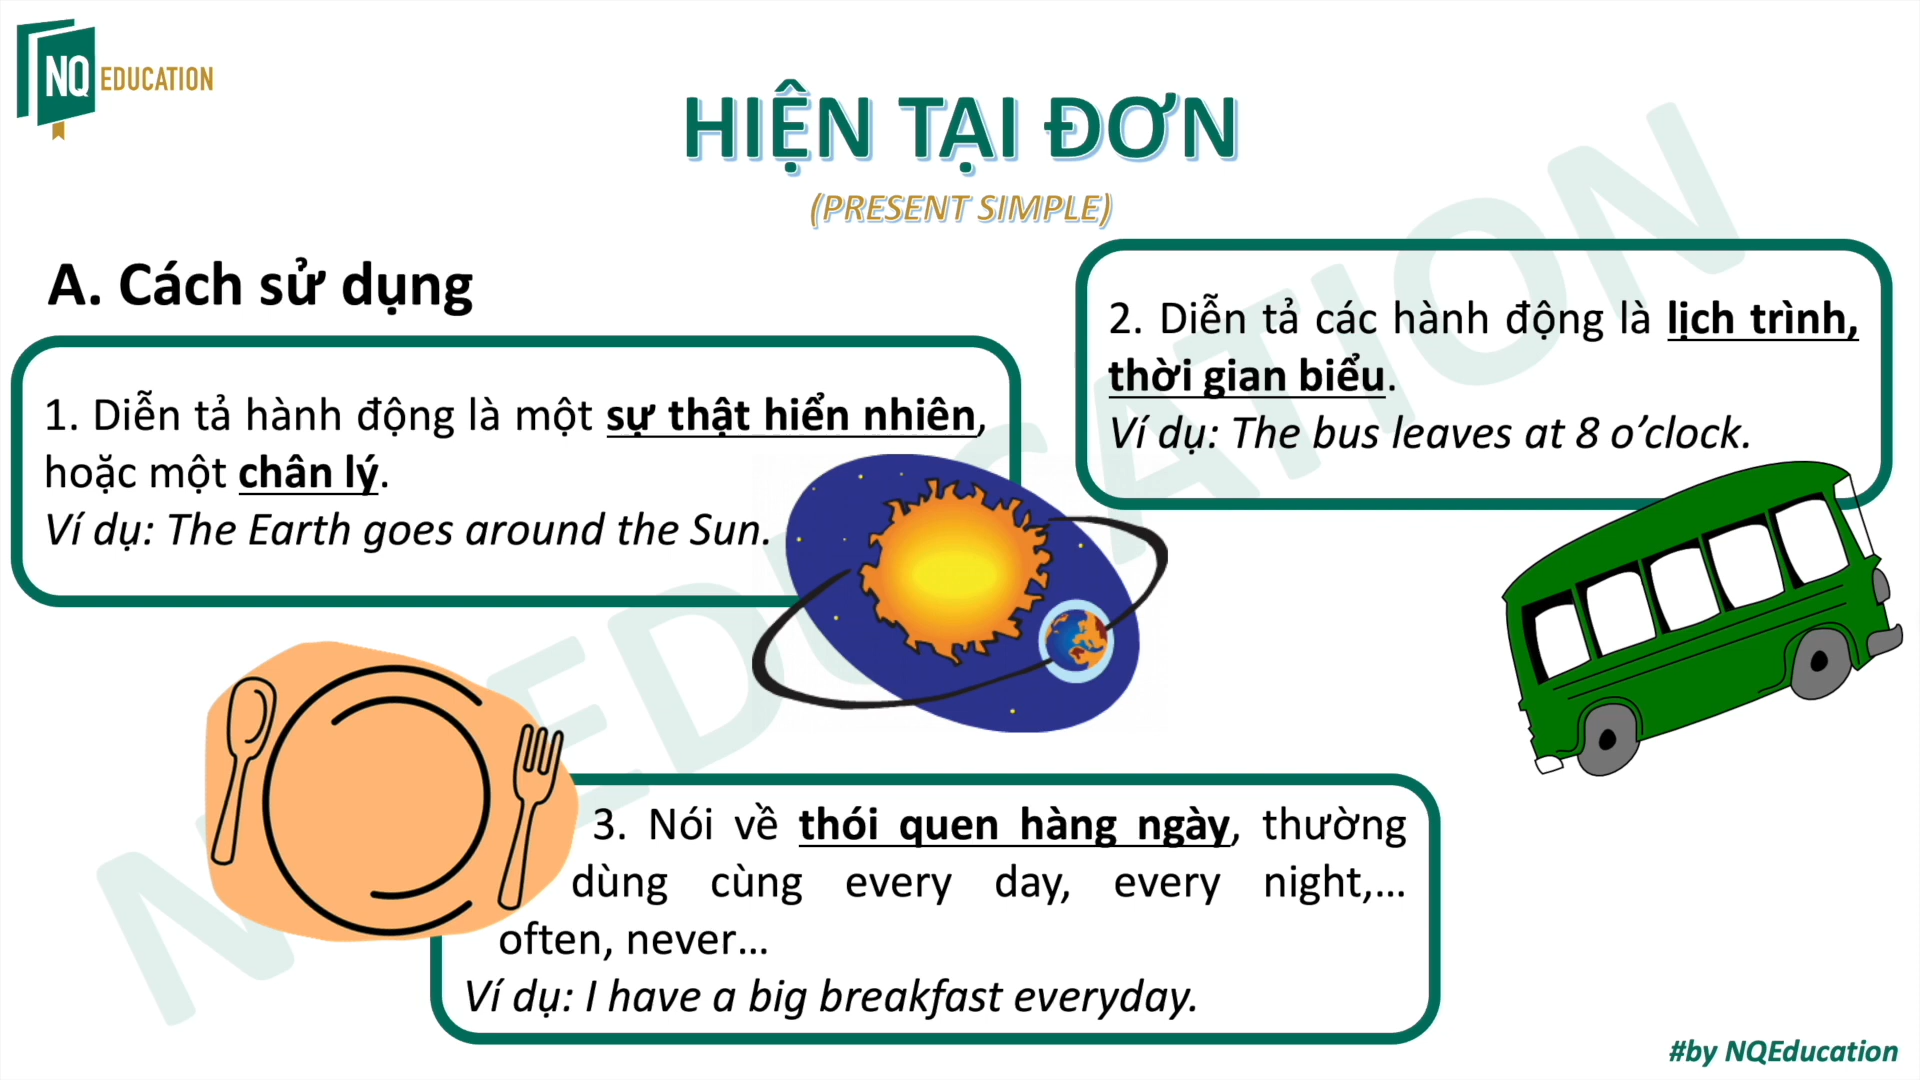 NQ EDUCATION
HIỆN TẠI ĐƠN
(PRESENT SIMPLE)
A. Cách sử dụng
1. Diễn tả hành động là một sự thật hiển nhiên,
hoặc một chân lý.
Ví dụ: The Earth goes around the Sun.
2. Diễn tả các hành động là lịch trình,
thời gian biểu.
Ví dụ: The bus leaves at 8 o’clock.
3. Nói về thói quen hàng ngày, thường
dùng cùng every day, every night,...
often, never...
Ví dụ: I have a big breakfast everyday.
NQ EDUCATION
#by NQEducation